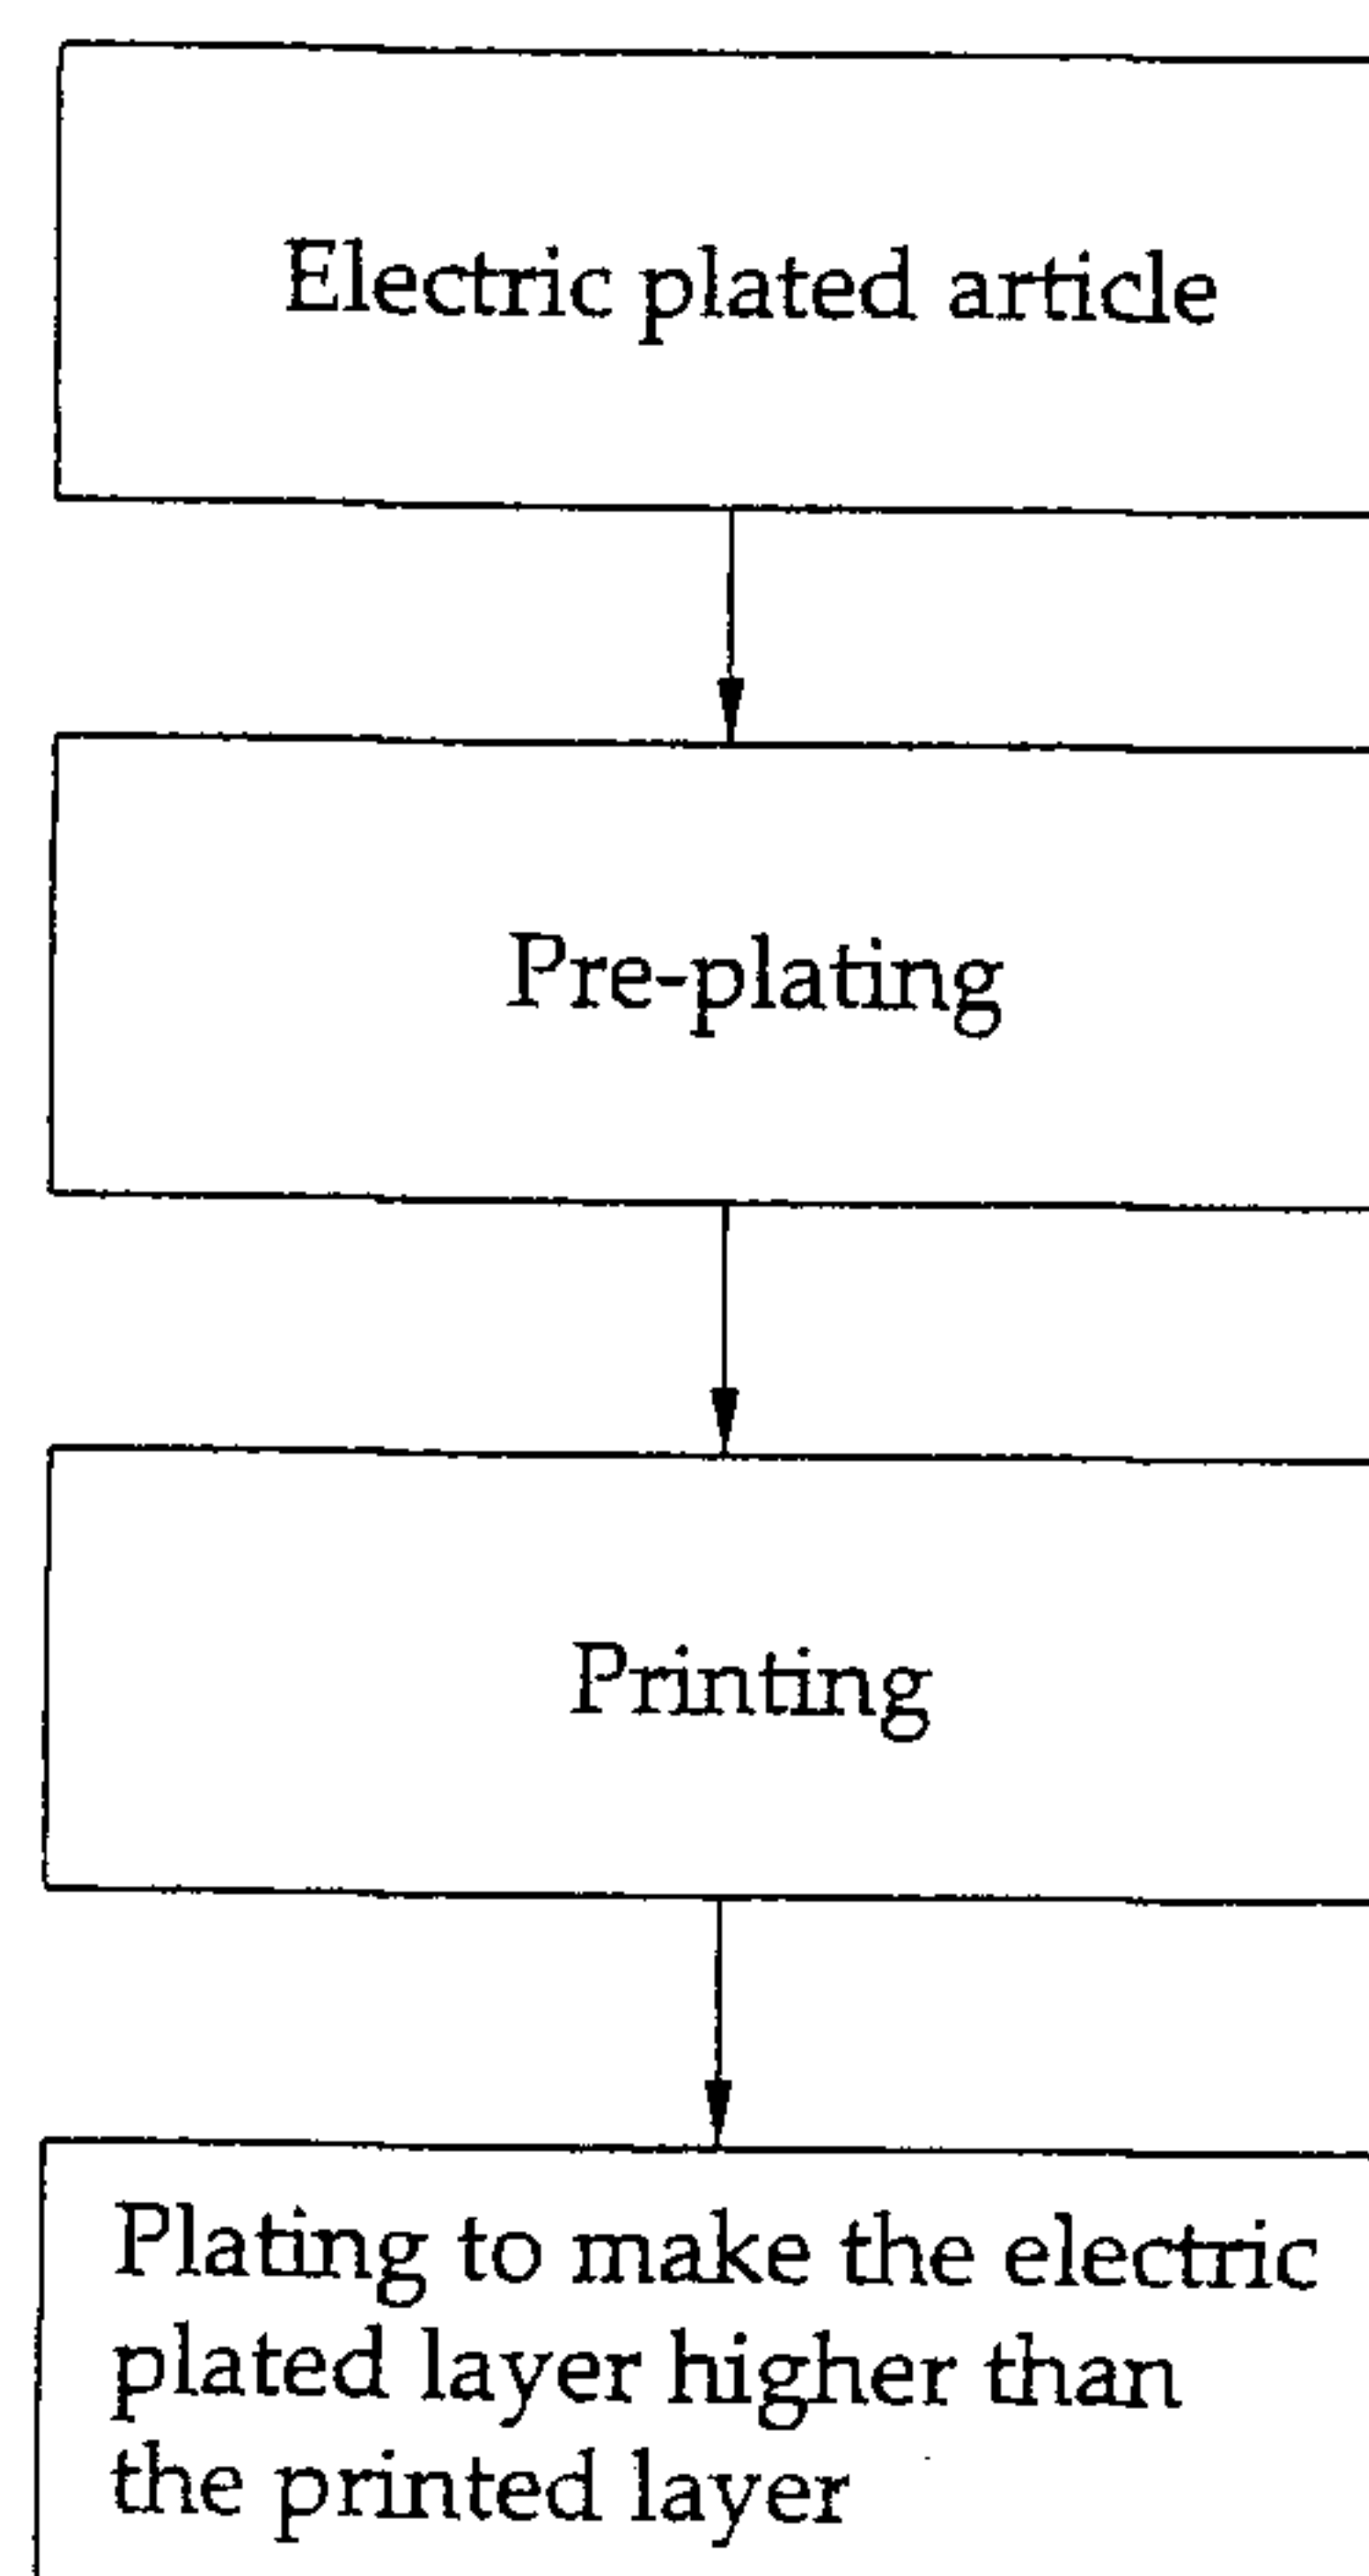 Electric plated article
Pre-plating
Printing
Plating to make the electric
plated layer higher than
the printed layer